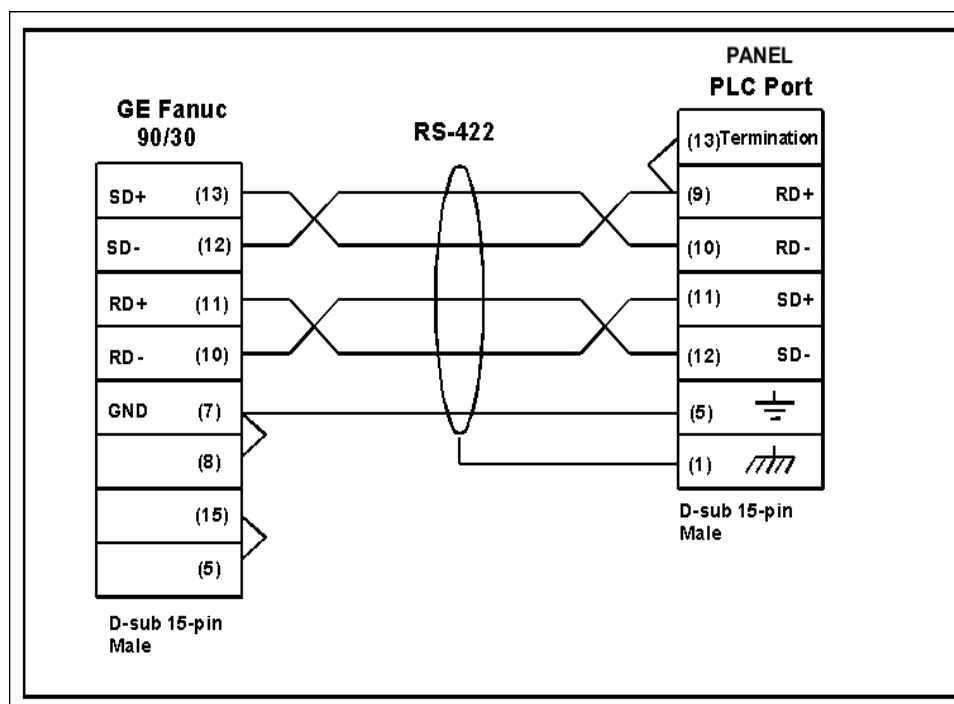 PANEL
PLC Port
GE Fanuc
90/30
RS-422
(13)Termination
SD+ (13)
(9) RD+
SD- (12)
(10) RD-
RD+ (11)
(11) SD+
RD- (10)
(12) SD-
GND (7)
(5)
(8)
(1)
(15)
D-sub 15-pin
Male
(5)
D-sub 15-pin
Male